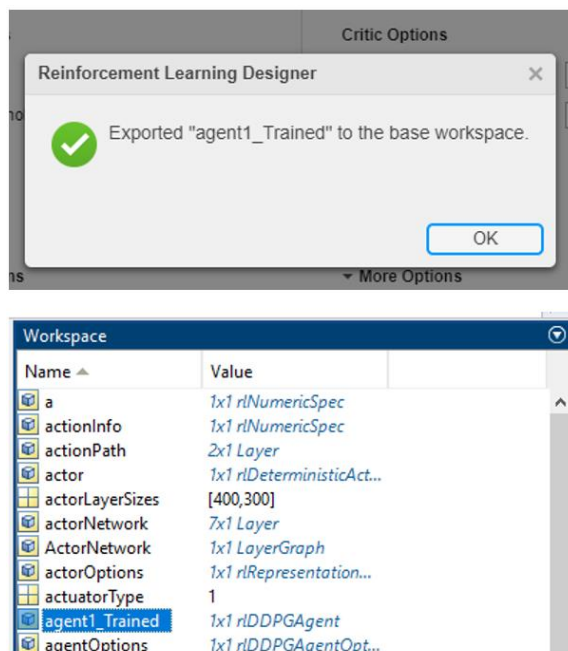 Critic Options
Reinforcement Learning Designer
Exported "agent1_Trained" to the base workspace.
OK
More Options
Workspace
Name Value
a 1x1 rlNumericSpec
actionInfo 1x1 rlNumericSpec
actionPath 2x1 Layer
actor 1x1 rlDeterministicAct...
actorLayerSizes [400,300]
actorNetwork 7x1 Layer
ActorNetwork 1x1 LayerGraph
actorOptions 1x1 rlRepresentation...
actuatorType 1
agent1_Trained 1x1 rlDDPGAgent
agentOptions 1x1 rlDDPGAgentOpt...